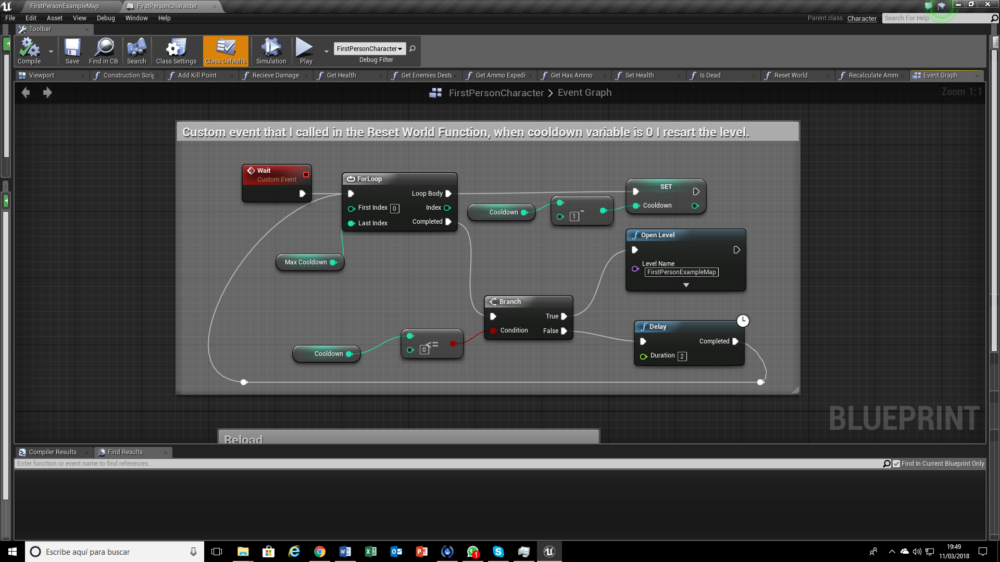 FirstPersonExampleMap
FirstPersonCharacter
File Edit Asset View Debug Window Help
Parent class: Character
Search For Help
Toolbar
Compile
Save
Find in CB
Search
Class Settings
Class Defaults
Simulation
Play
FirstPersonCharacter
Debug Filter
Viewport
Construction Scrip
Add Kill Point
Recieve Damage
Get Health
Get Enemies Destr
Get Ammo Expedi
Get Has Ammo
Set Health
Is Dead
Reset World
Recalculate Amm
Event Graph
FirstPersonCharacter > Event Graph
Zoom 1:1
Custom event that I called in the Reset World Function, when cooldown variable is 0 I resart the level.
Wait
Custom Event
ForLoop
Loop Body
First Index 0
Index
Last Index
Completed
Max Cooldown
Cooldown
1
-
SET
Cooldown
Open Level
Level Name
FirstPersonExampleMap
Branch
True
Condition
False
Cooldown
0
<=
Delay
Completed
Duration 2
BLUEPRINT
Reload
Compiler Results
Find Results
Enter function or event name to find references...
Find In Current Blueprint Only
Escribe aquí para buscar
1
19:49
11/03/2018